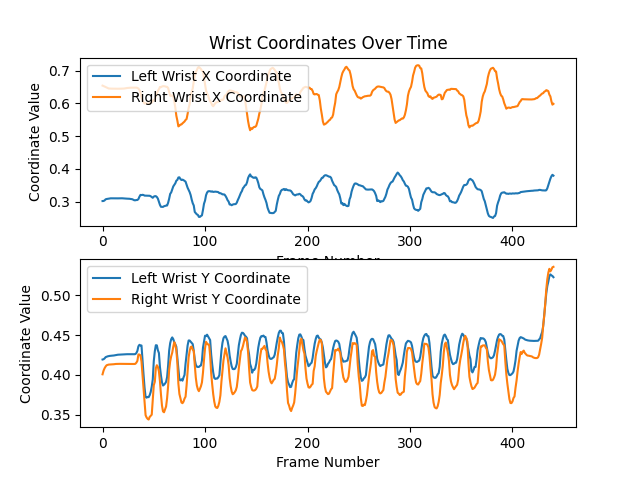 Wrist Coordinates Over Time
0.7
0.6
0.5
0.4
0.3
Coordinate Value
Left Wrist X Coordinate
Right Wrist X Coordinate
0 100 200 300 400
Frame Number
0.50
0.45
0.40
0.35
Coordinate Value
Left Wrist Y Coordinate
Right Wrist Y Coordinate
0 100 200 300 400
Frame Number